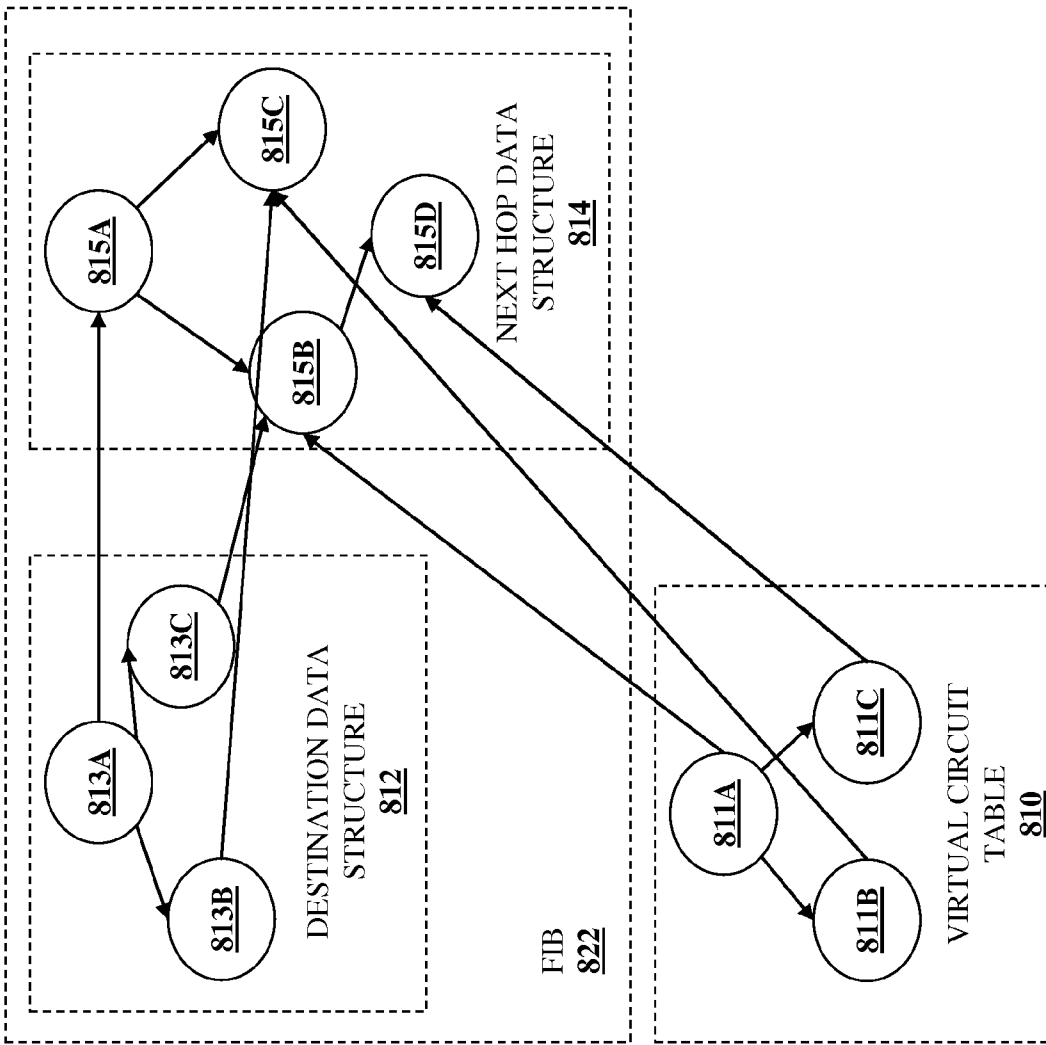 813A
813B
813C
DESTINATION DATA
STRUCTURE
812
815A
815C
815B
815D
NEXT HOP DATA
STRUCTURE
814
FIB
822
811A
811B
811C
VIRTUAL CIRCUIT
TABLE
810